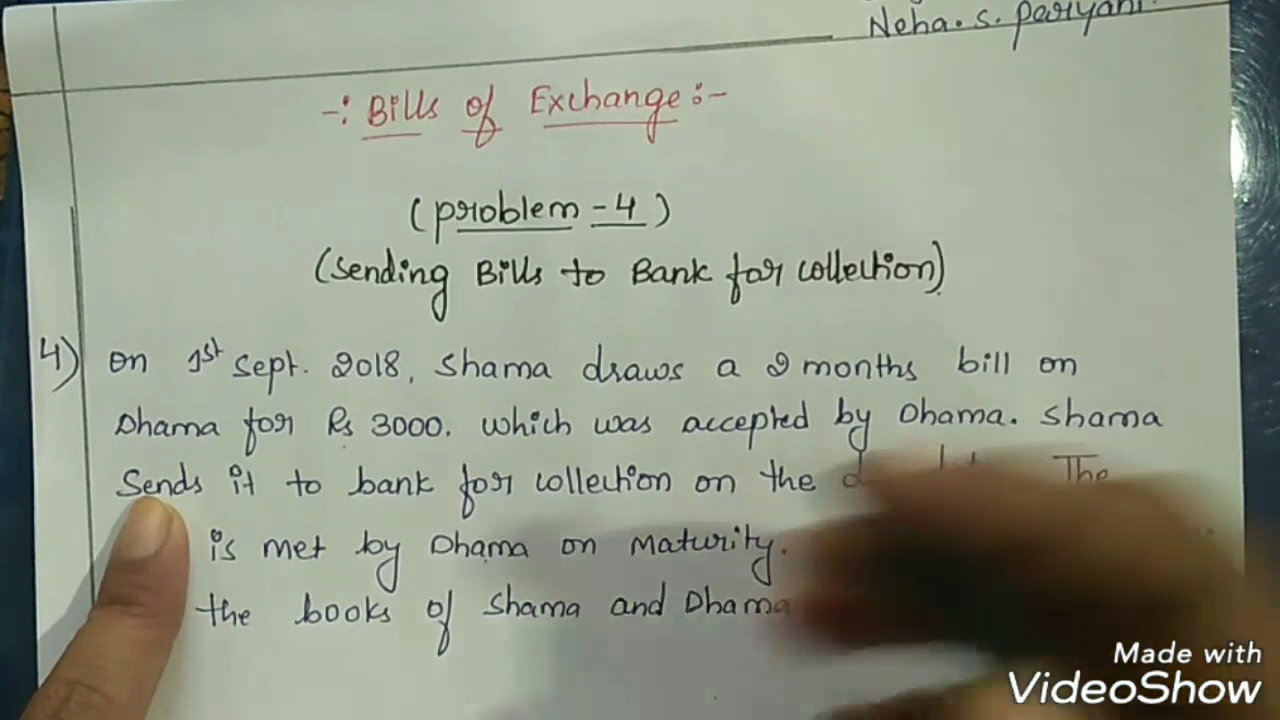 Neha. S. Pariyani.
-: Bills of Exchange :-
(problem - 4)
(Sending Bills to Bank for collection)
4) On 1st Sept. 2018, Shama draws a 2 months bill on
Dhama for Rs 3000. which was accepted by Dhama. Shama
Sends it to bank for collection on the The
is met by Dhama on Maturity.
the books of Shama and Dhama
Made with
VideoShow